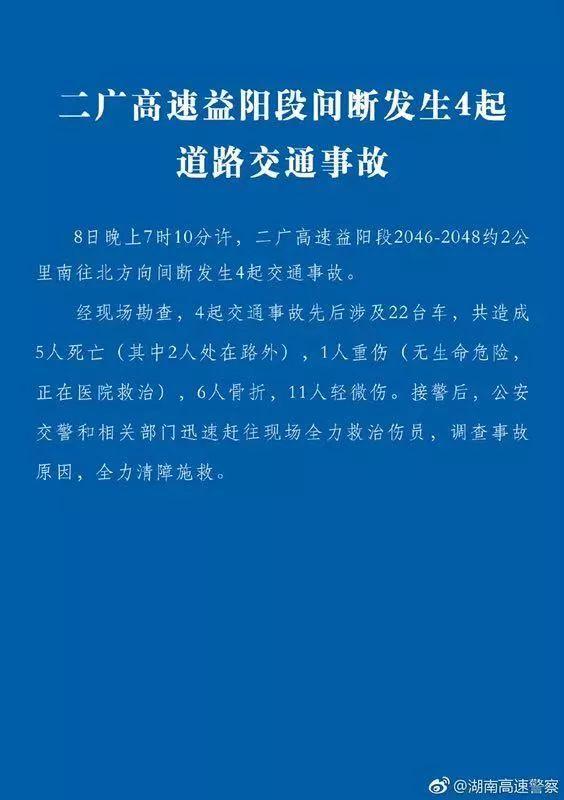 二广高速益阳段间断发生4起
道路交通事故
8日晚上7时10分许，二广高速益阳段2046-2048约2公
里南往北方向间断发生4起交通事故。
经现场勘查，4起交通事故先后涉及22台车，共造成
5人死亡（其中2人处在路外），1人重伤（无生命危险，
正在医院救治），6人骨折，11人轻微伤。接警后，公安
交警和相关部门迅速赶往现场全力救治伤员，调查事故
原因，全力清障施救。
@湖南高速警察